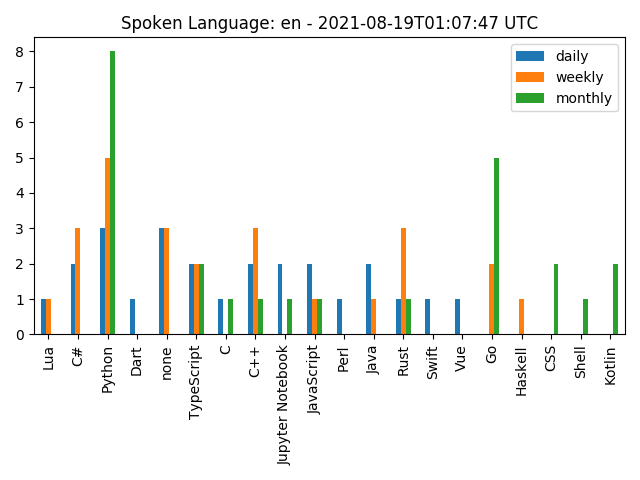 Spoken Language: en - 2021-08-19T01:07:47 UTC
daily
weekly
monthly
8
7
6
5
4
3
2
1
0
Lua
C#
Python
Dart
none
TypeScript
C
C++
Jupyter Notebook
JavaScript
Perl
Java
Rust
Swift
Vue
Go
Haskell
CSS
Shell
Kotlin